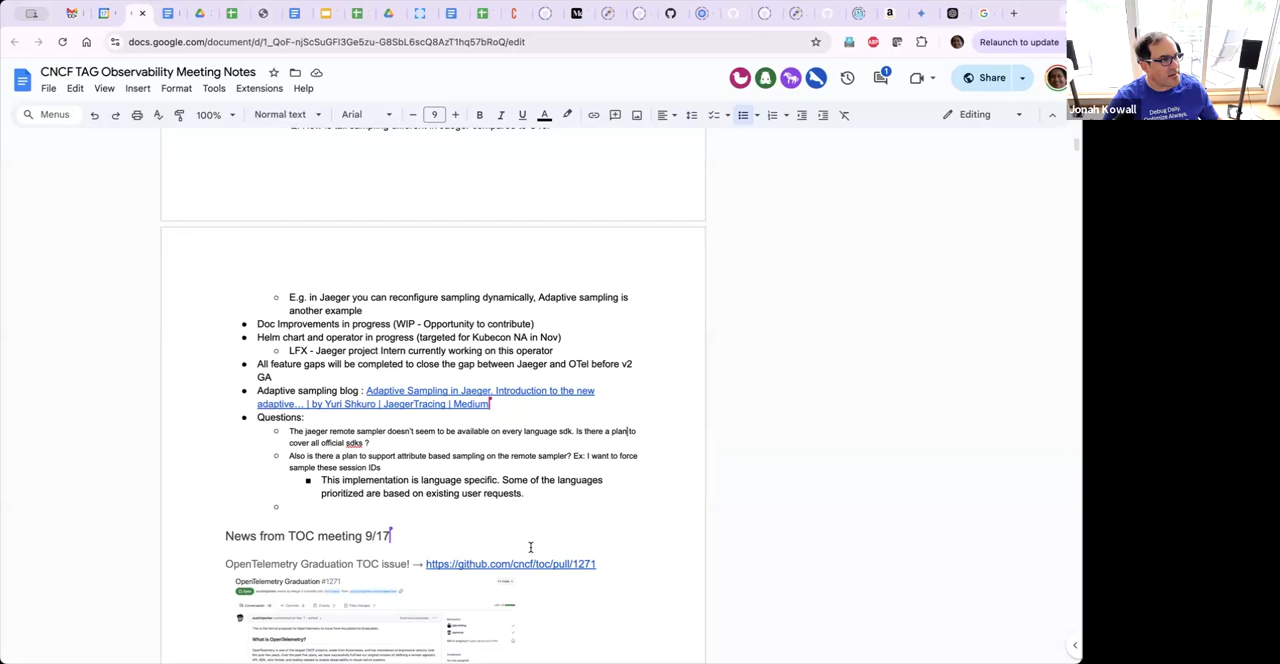 docs.google.com/document/d/1_QoF-njScSuGFl3Ge5zu-G8SbL6scQ8AzT1hq57bRoQ/edit
Relaunch to update
CNCF TAG Observability Meeting Notes
File Edit View Insert Format Tools Extensions Help
1
Share
Jonah Kowall
Debug Daily.
Optimize Always.
Menus
100%
Normal text
Arial
9
Editing
E.g. in Jaeger you can reconfigure sampling dynamically, Adaptive sampling is
another example
Doc Improvements in progress (WIP - Opportunity to contribute)
Helm chart and operator in progress (targeted for Kubecon NA in Nov)
LFX - Jaeger project Intern currently working on this operator
All feature gaps will be completed to close the gap between Jaeger and OTel before v2
GA
Adaptive sampling blog : Adaptive Sampling in Jaeger. Introduction to the new
adaptive… | by Yuri Shkuro | JaegerTracing | Medium
Questions:
The jaeger remote sampler doesn't seem to be available on every language sdk. Is there a plan to
cover all official sdks ?
Also is there a plan to support attribute based sampling on the remote sampler? Ex: I want to force
sample these session IDs
This implementation is language specific. Some of the languages
prioritized are based on existing user requests.
News from TOC meeting 9/17
OpenTelemetry Graduation TOC issue! → https://github.com/cncf/toc/pull/1271
OpenTelemetry Graduation #1271
What is OpenTelemetry?